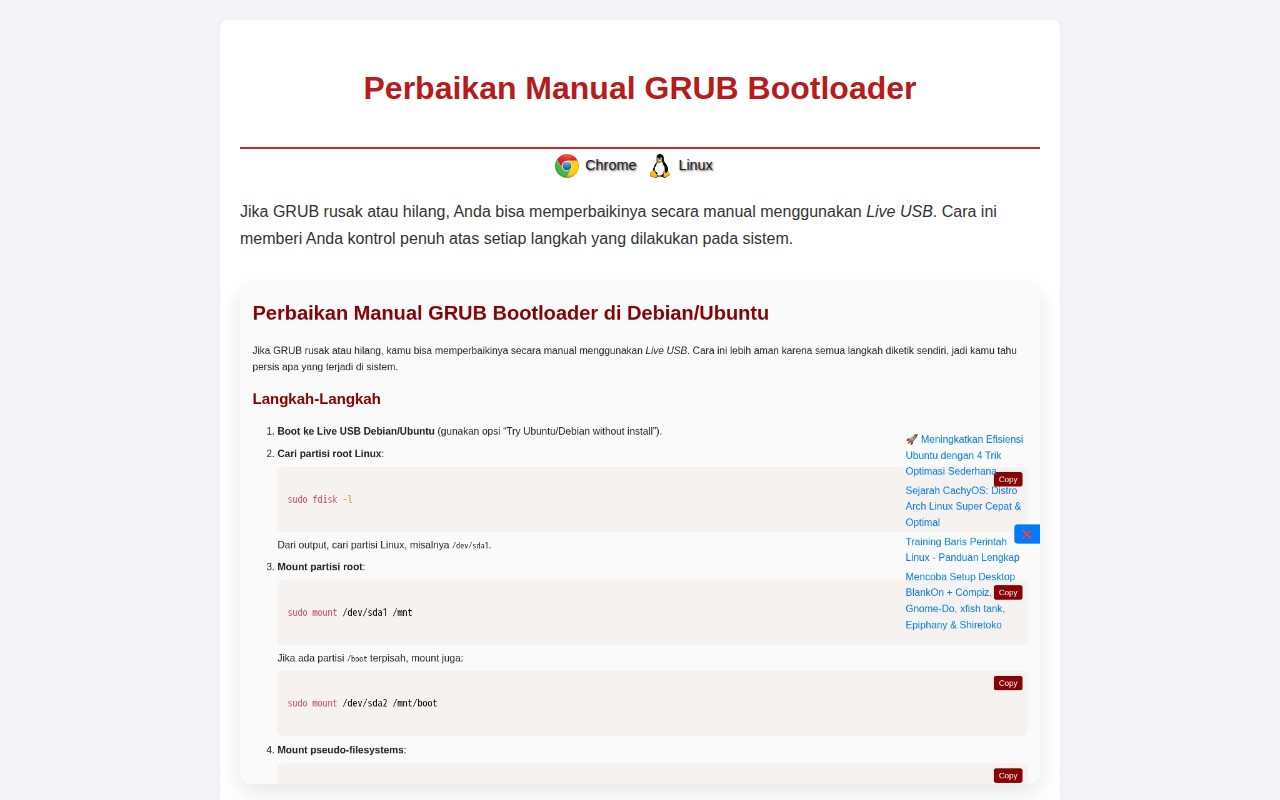 Perbaikan Manual GRUB Bootloader
Chrome Linux
Jika GRUB rusak atau hilang, Anda bisa memperbaikinya secara manual menggunakan Live USB. Cara ini
memberi Anda kontrol penuh atas setiap langkah yang dilakukan pada sistem.
Perbaikan Manual GRUB Bootloader di Debian/Ubuntu
Jika GRUB rusak atau hilang, kamu bisa memperbaikinya secara manual menggunakan Live USB. Cara ini lebih aman karena semua langkah diketik sendiri, jadi kamu tahu
persis apa yang terjadi di sistem.
Langkah-Langkah
1. Boot ke Live USB Debian/Ubuntu (gunakan opsi “Try Ubuntu/Debian without install”).
2. Cari partisi root Linux:
Copy
sudo fdisk -l
Dari output, cari partisi Linux, misalnya /dev/sda1.
3. Mount partisi root:
Copy
sudo mount /dev/sda1 /mnt
Jika ada partisi /boot terpisah, mount juga:
Copy
sudo mount /dev/sda2 /mnt/boot
4. Mount pseudo-filesystems:
Copy
🚀 Meningkatkan Efisiensi
Ubuntu dengan 4 Trik
Optimasi Sederhana
Sejarah CachyOS: Distro
Arch Linux Super Cepat &
Optimal
Training Baris Perintah
Linux - Panduan Lengkap
Mencoba Setup Desktop
BlankOn + Compiz,
Gnome-Do, xfish tank,
Epiphany & Shiretoko